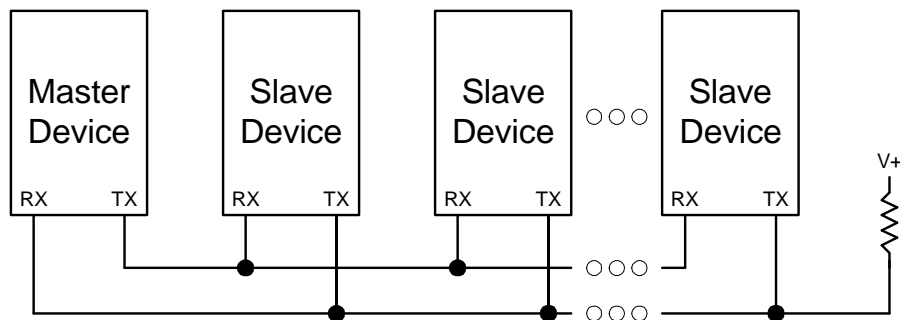 Master
Device
RX TX
Slave
Device
RX TX
Slave
Device
RX TX
Slave
Device
RX TX
V+